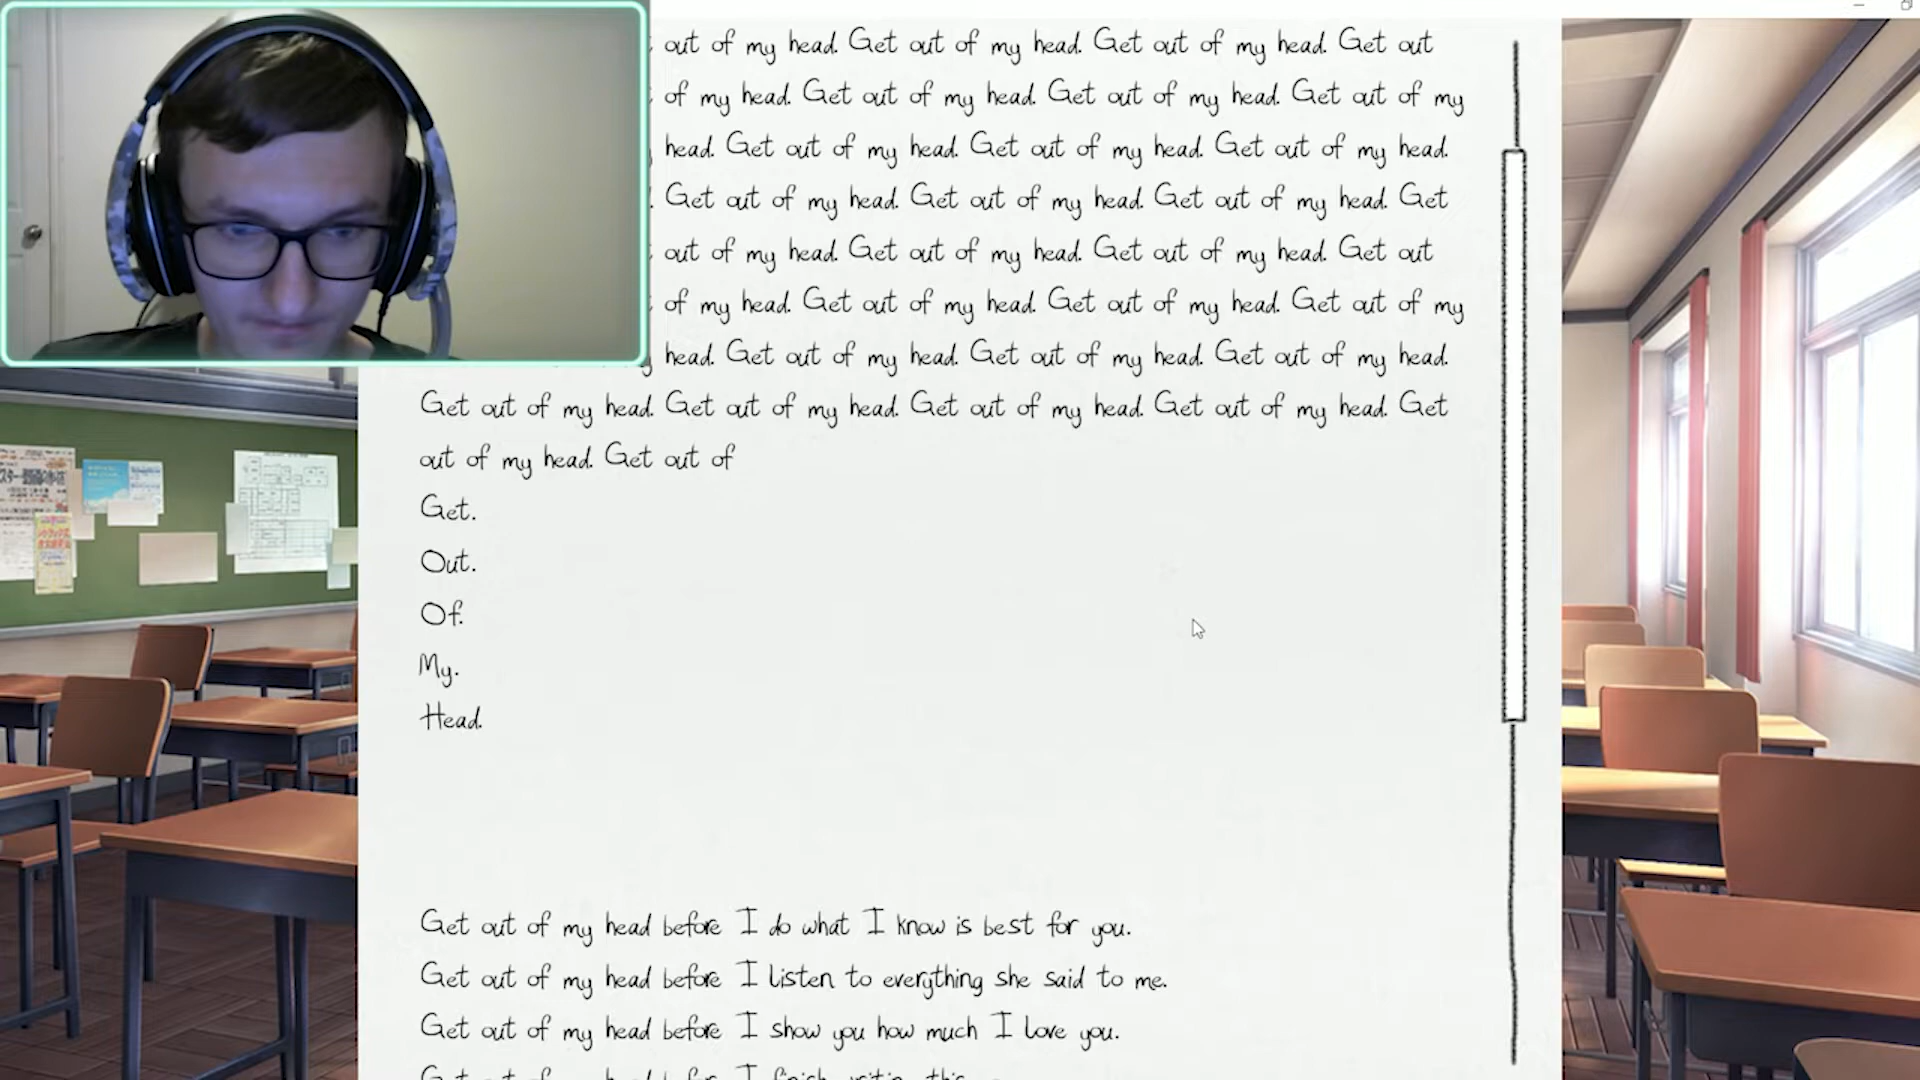 out of my head. Get out of my head. Get out of my head. Get out
of my head. Get out of my head. Get out of my head. Get out of my
head. Get out of my head. Get out of my head. Get out of my head.
Get out of my head. Get out of my head. Get out of my head. Get
out of my head. Get out of my head. Get out of my head. Get out
of my head. Get out of my head. Get out of my head. Get out of my
head. Get out of my head. Get out of my head. Get out of my head.
Get out of my head. Get out of my head. Get out of my head. Get out of my head. Get
out of my head. Get out of
Get.
Out.
Of.
My.
Head.
Get out of my head before I do what I know is best for you.
Get out of my head before I listen to everything she said to me.
Get out of my head before I show you how much I love you.
Get out of my head before I finish writing this